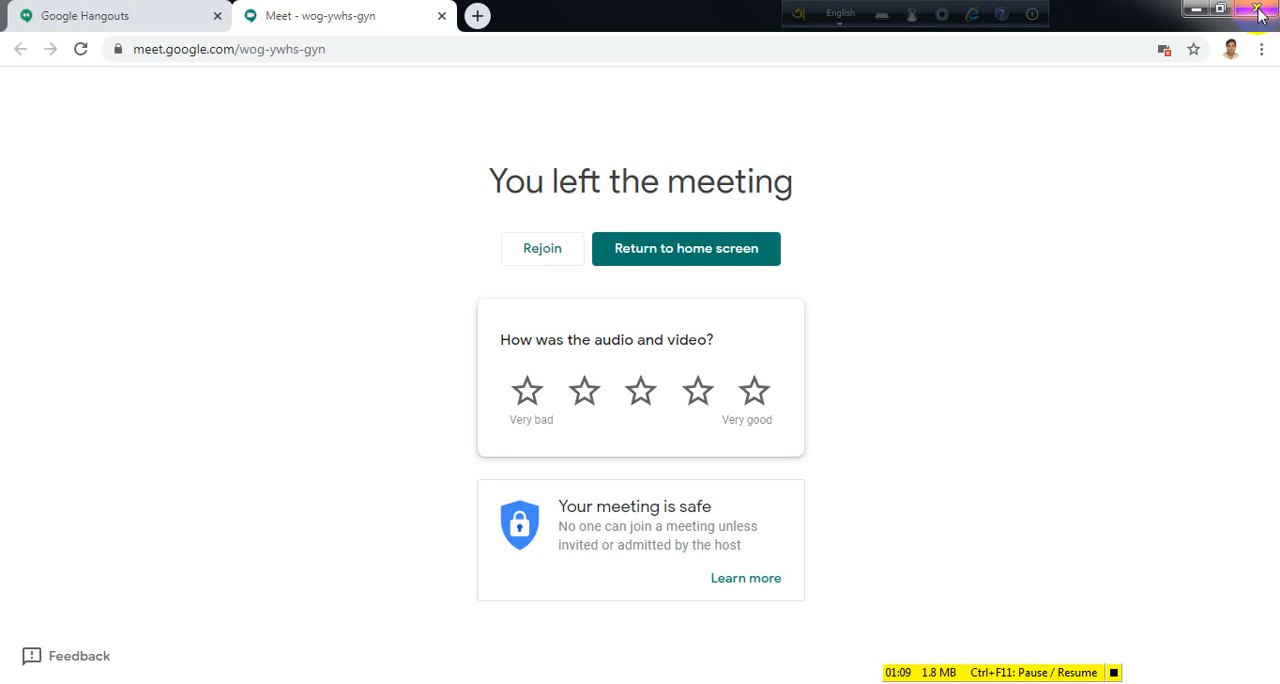 Google Hangouts
Meet - wog-ywhs-gyn
অ English
meet.google.com/wog-ywhs-gyn
You left the meeting
Rejoin
Return to home screen
How was the audio and video?
Very bad
Very good
Your meeting is safe
No one can join a meeting unless
invited or admitted by the host
Learn more
Feedback
01:09 1.8 MB Ctrl+F11: Pause / Resume